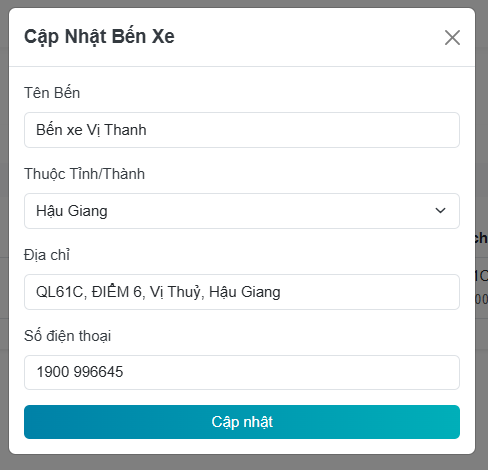 Cập Nhật Bến Xe
Tên Bến
Bến xe Vị Thanh
Thuộc Tỉnh/Thành
Hậu Giang
Địa chỉ
QL61C, ĐIỂM 6, Vị Thuỷ, Hậu Giang
Số điện thoại
1900 996645
Cập nhật